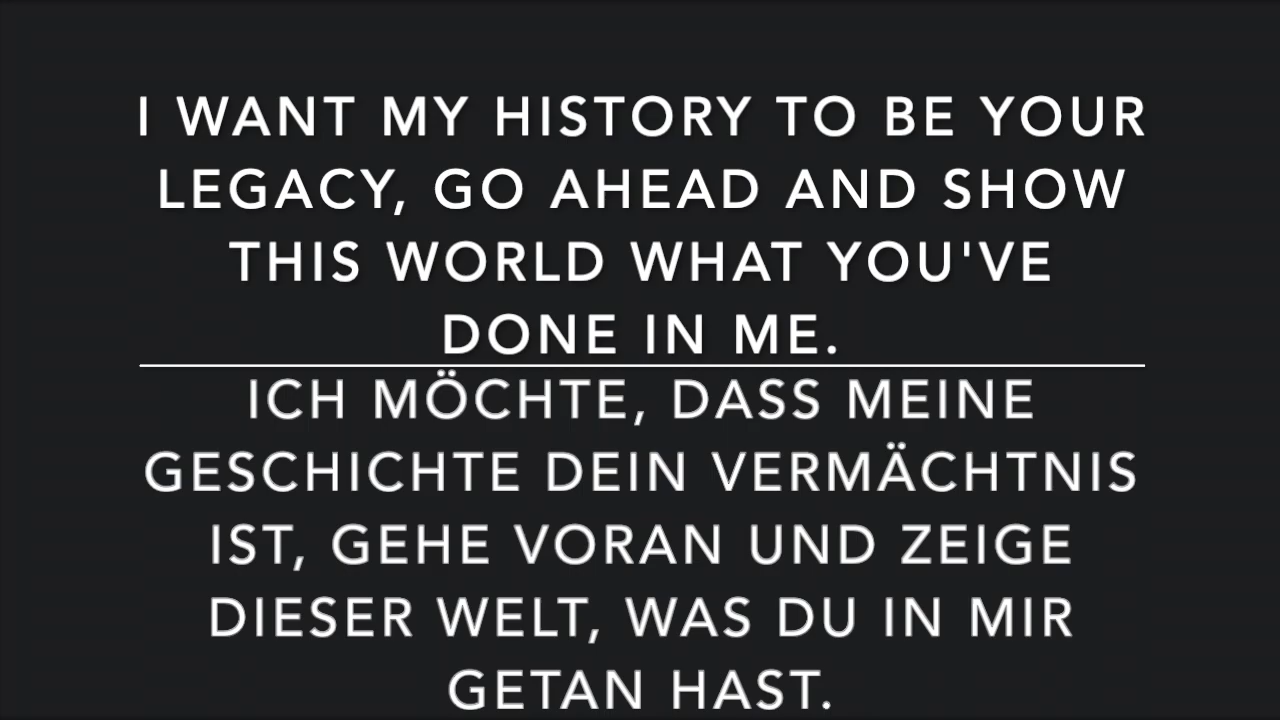 I WANT MY HISTORY TO BE YOUR
LEGACY, GO AHEAD AND SHOW
THIS WORLD WHAT YOU'VE
DONE IN ME.
ICH MÖCHTE, DASS MEINE
GESCHICHTE DEIN VERMÄCHTNIS
IST, GEHE VORAN UND ZEIGE
DIESER WELT, WAS DU IN MIR
GETAN HAST.